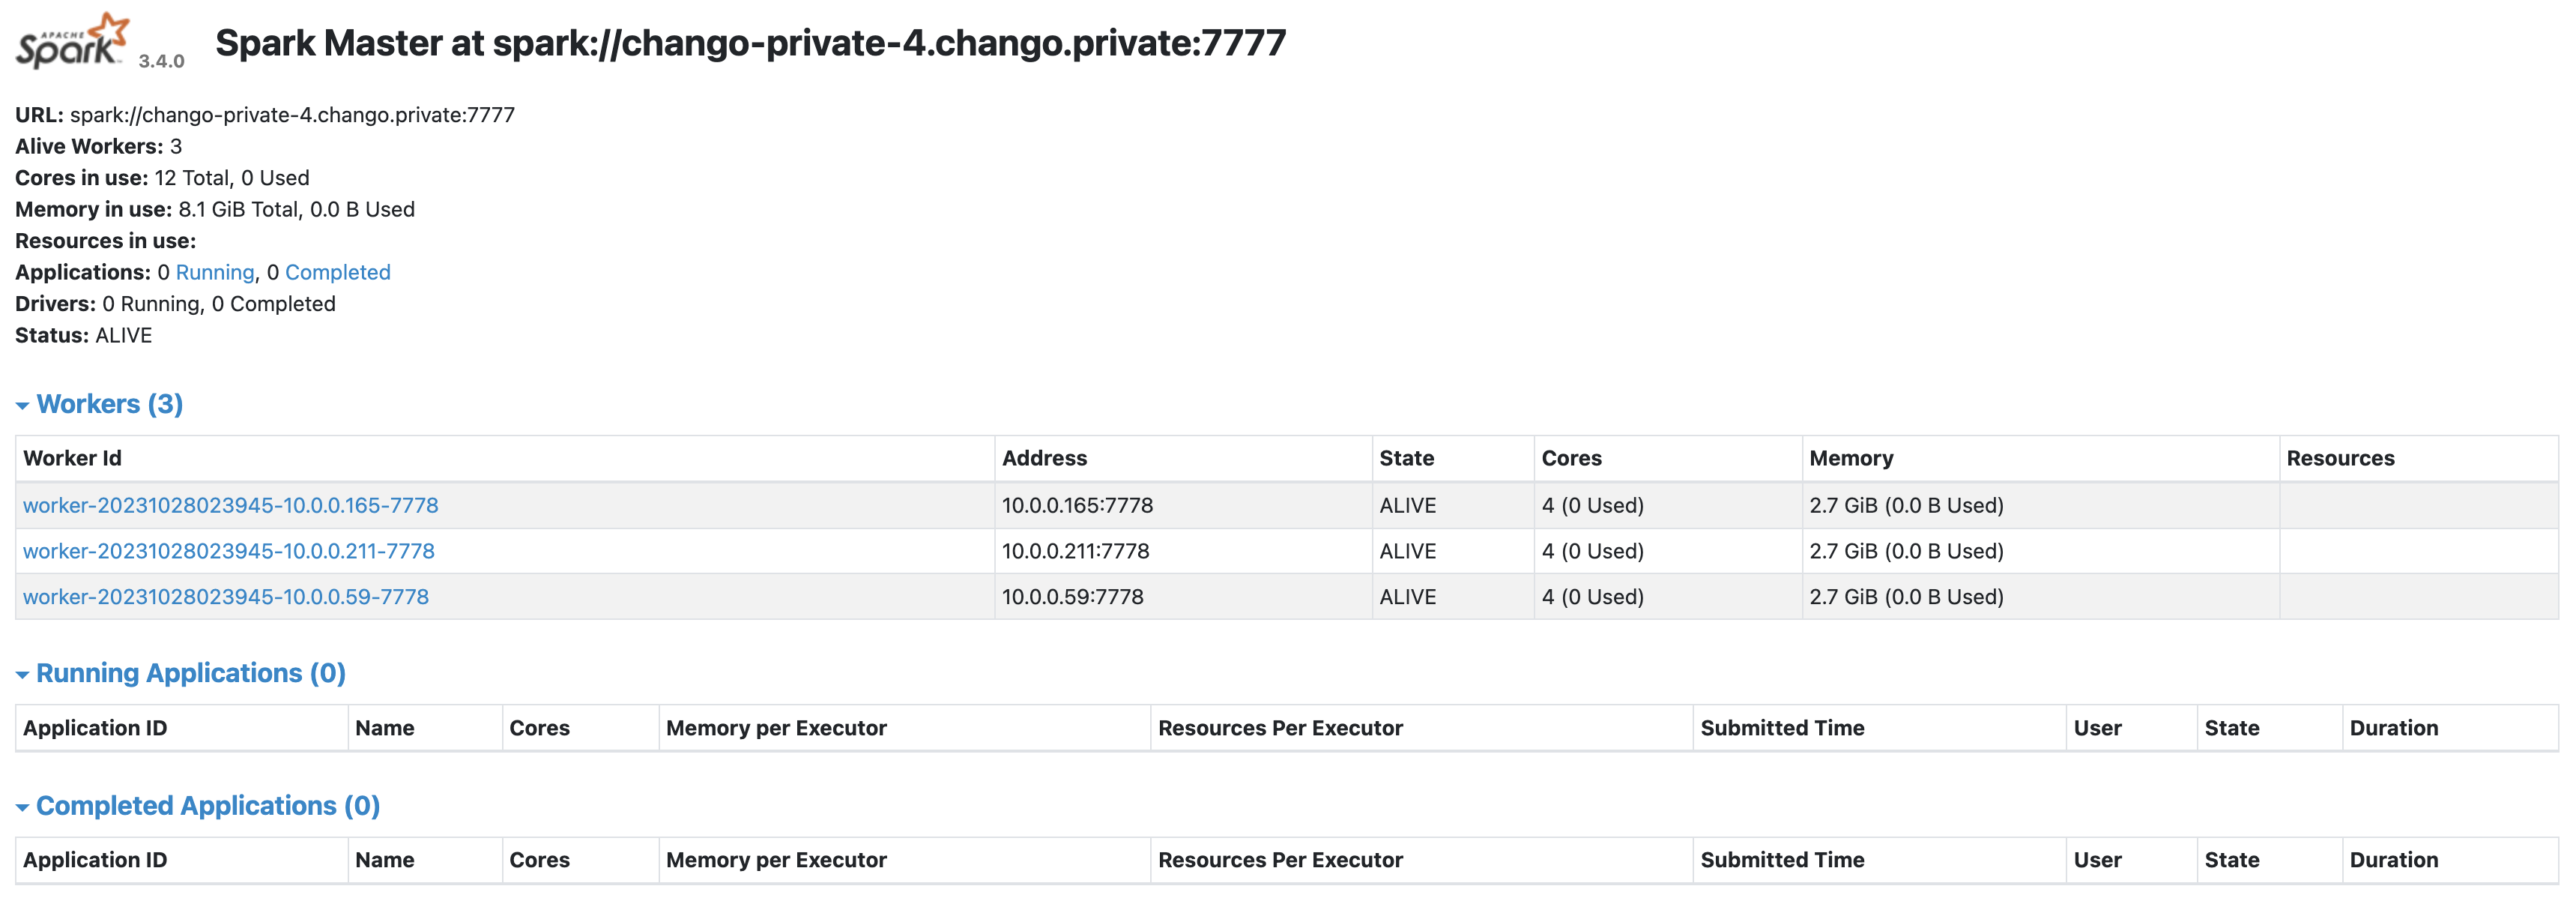 APACHE
Spark 3.4.0 Spark Master at spark://chango-private-4.chango.private:7777
URL: spark://chango-private-4.chango.private:7777
Alive Workers: 3
Cores in use: 12 Total, 0 Used
Memory in use: 8.1 GiB Total, 0.0 B Used
Resources in use:
Applications: 0 Running, 0 Completed
Drivers: 0 Running, 0 Completed
Status: ALIVE
Workers (3)
Worker Id Address State Cores Memory Resources
worker-20231028023945-10.0.0.165-7778 10.0.0.165:7778 ALIVE 4 (0 Used) 2.7 GiB (0.0 B Used)
worker-20231028023945-10.0.0.211-7778 10.0.0.211:7778 ALIVE 4 (0 Used) 2.7 GiB (0.0 B Used)
worker-20231028023945-10.0.0.59-7778 10.0.0.59:7778 ALIVE 4 (0 Used) 2.7 GiB (0.0 B Used)
Running Applications (0)
Application ID Name Cores Memory per Executor Resources Per Executor Submitted Time User State Duration
Completed Applications (0)
Application ID Name Cores Memory per Executor Resources Per Executor Submitted Time User State Duration